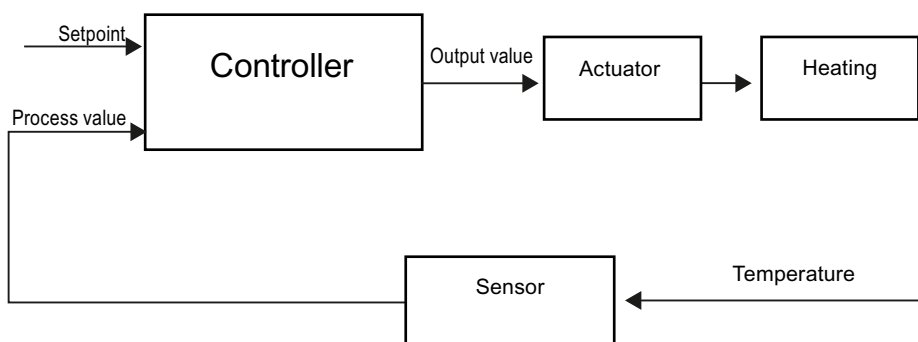 Setpoint
Controller
Output value
Actuator
Heating
Process value
Sensor
Temperature